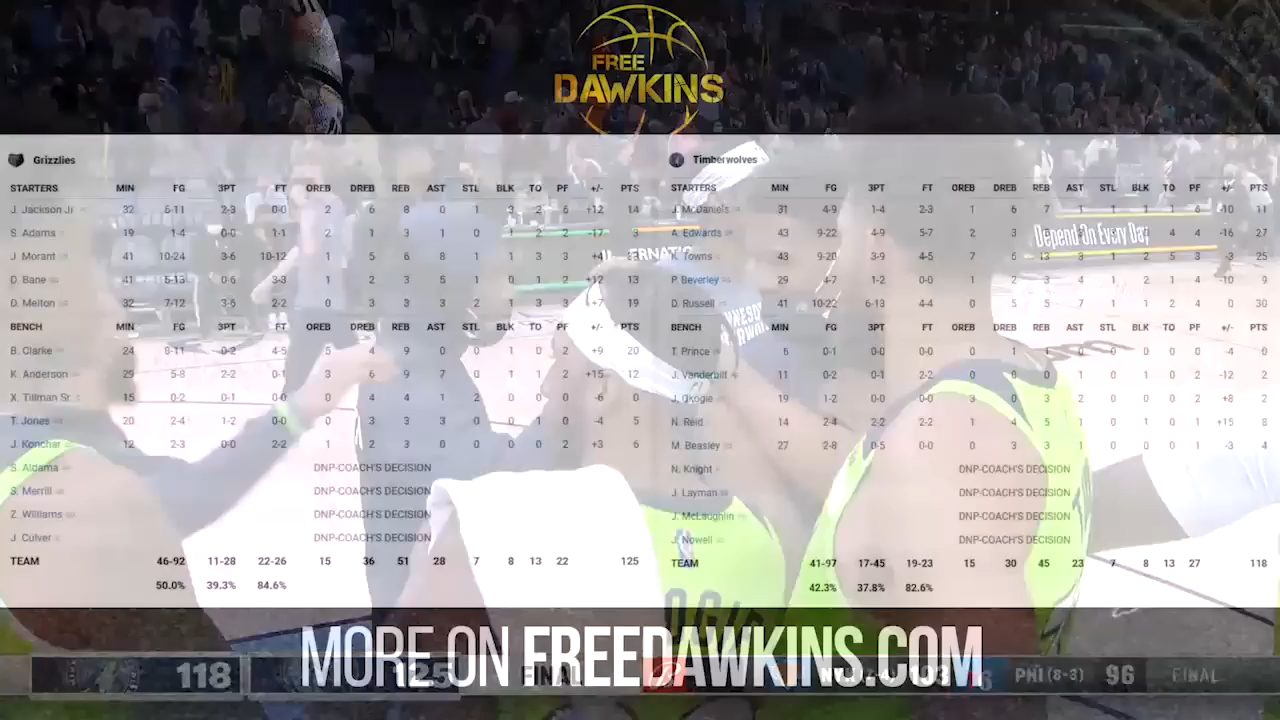 FREE
DAWKINS
Grizzlies
STARTERS MIN FG 3PT FT OREB DREB REB AST STL BLK TO PF +/- PTS
J. Jackson Jr 32 5-11 2-3 0-0 2 6 8 0 1 3 2 6 +12 14
S. Adams 19 1-4 0-0 1-1 2 1 3 1 0 1 2 2 -17 3
J Morant 41 10-24 3-6 10-12 1 5 6 8 1 1 3 3 +4
D. Bane 41 5-13 0-6 3-3 1 2 3 5 1 0 1 2 +12 13
D. Melton 32 7-12 3-6 2-2 0 3 3 3 2 1 3 3 +7 19
BENCH MIN FG 3PT FT OREB DREB REB AST STL BLK TO PF +/- PTS
B. Clarke 24 8-11 0-2 4-5 5 4 9 0 0 1 0 2 +9 20
K. Anderson 29 5-8 2-2 0-1 3 6 9 7 0 1 1 2 +15 12
X. Tillman Sr. 15 0-2 0-1 0-0 0 4 4 1 2 0 0 0 -6 0
T. Jones 20 2-4 1-2 0-0 0 3 3 3 0 0 1 0 -4 5
J. Konchar 12 2-3 0-0 2-2 1 2 3 0 0 0 0 2 +3 6
S. Aldama DNP-COACH'S DECISION
S. Merrill DNP-COACH'S DECISION
Z. Williams DNP-COACH'S DECISION
J. Culver DNP-COACH'S DECISION
TEAM 46-92 11-28 22-26 15 36 51 28 7 8 13 22 125
50.0% 39.3% 84.6%
Timberwolves
STARTERS MIN FG 3PT FT OREB DREB REB AST STL BLK TO PF +/- PTS
J. McDaniels 31 4-9 1-4 2-3 1 6 7 1 1 1 1 6 -10 11
A. Edwards 43 9-22 4-9 5-7 2 3 4 4 -16 27
K. Towns 43 9-20 3-9 4-5 7 6 13 3 1 2 5 3 -3 25
P. Beverley 29 4-7 1-2 0-0 1 2 3 4 1 2 1 4 -10 9
D. Russell 41 10-22 6-13 4-4 0 5 5 7 1 1 2 4 0 30
BENCH MIN FG 3PT FT OREB DREB REB AST STL BLK TO PF +/- PTS
T. Prince 6 0-1 0-0 0-0 0 1 1 0 0 0 0 0 -4 0
J. Vanderbilt 11 0-2 0-1 2-2 0 1 0 1 0 2 -12 2
J. Okogie 19 1-2 0-0 0-0 3 0 3 2 0 0 0 2 +8 2
N. Reid 14 2-4 2-2 2-2 1 4 5 1 0 1 0 1 +15 8
M. Beasley 27 2-8 0-5 0-0 0 3 3 1 0 0 0 1 -3 4
N. Knight DNP-COACH'S DECISION
J. Layman DNP-COACH'S DECISION
J. McLaughlin DNP-COACH'S DECISION
J. Nowell DNP-COACH'S DECISION
TEAM 41-97 17-45 19-23 15 30 45 23 7 8 13 27 118
42.3% 37.8% 82.6%
Depend On Every Day
MORE ON FREEDAWKINS.COM
118 125 FINAL 103 PHI (8-3) 96 FINAL